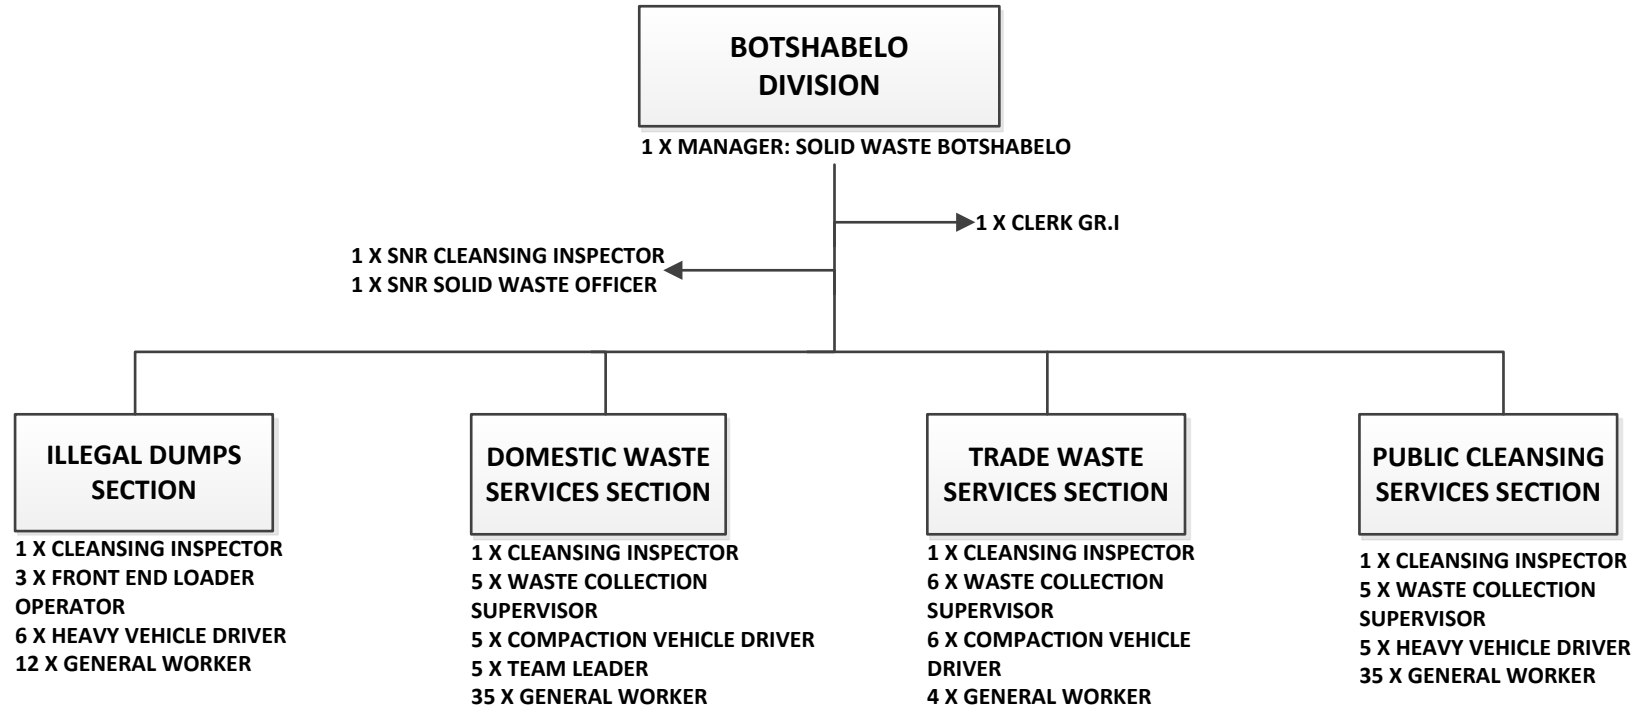 BOTSHABELO
DIVISION
1 X MANAGER: SOLID WASTE BOTSHABELO
1 X CLERK GR.I
1 X SNR CLEANSING INSPECTOR
1 X SNR SOLID WASTE OFFICER
ILLEGAL DUMPS
SECTION
1 X CLEANSING INSPECTOR
3 X FRONT END LOADER
OPERATOR
6 X HEAVY VEHICLE DRIVER
12 X GENERAL WORKER
DOMESTIC WASTE
SERVICES SECTION
1 X CLEANSING INSPECTOR
5 X WASTE COLLECTION
SUPERVISOR
5 X COMPACTION VEHICLE DRIVER
5 X TEAM LEADER
35 X GENERAL WORKER
TRADE WASTE
SERVICES SECTION
1 X CLEANSING INSPECTOR
6 X WASTE COLLECTION
SUPERVISOR
6 X COMPACTION VEHICLE
DRIVER
4 X GENERAL WORKER
PUBLIC CLEANSING
SERVICES SECTION
1 X CLEANSING INSPECTOR
5 X WASTE COLLECTION
SUPERVISOR
5 X HEAVY VEHICLE DRIVER
35 X GENERAL WORKER